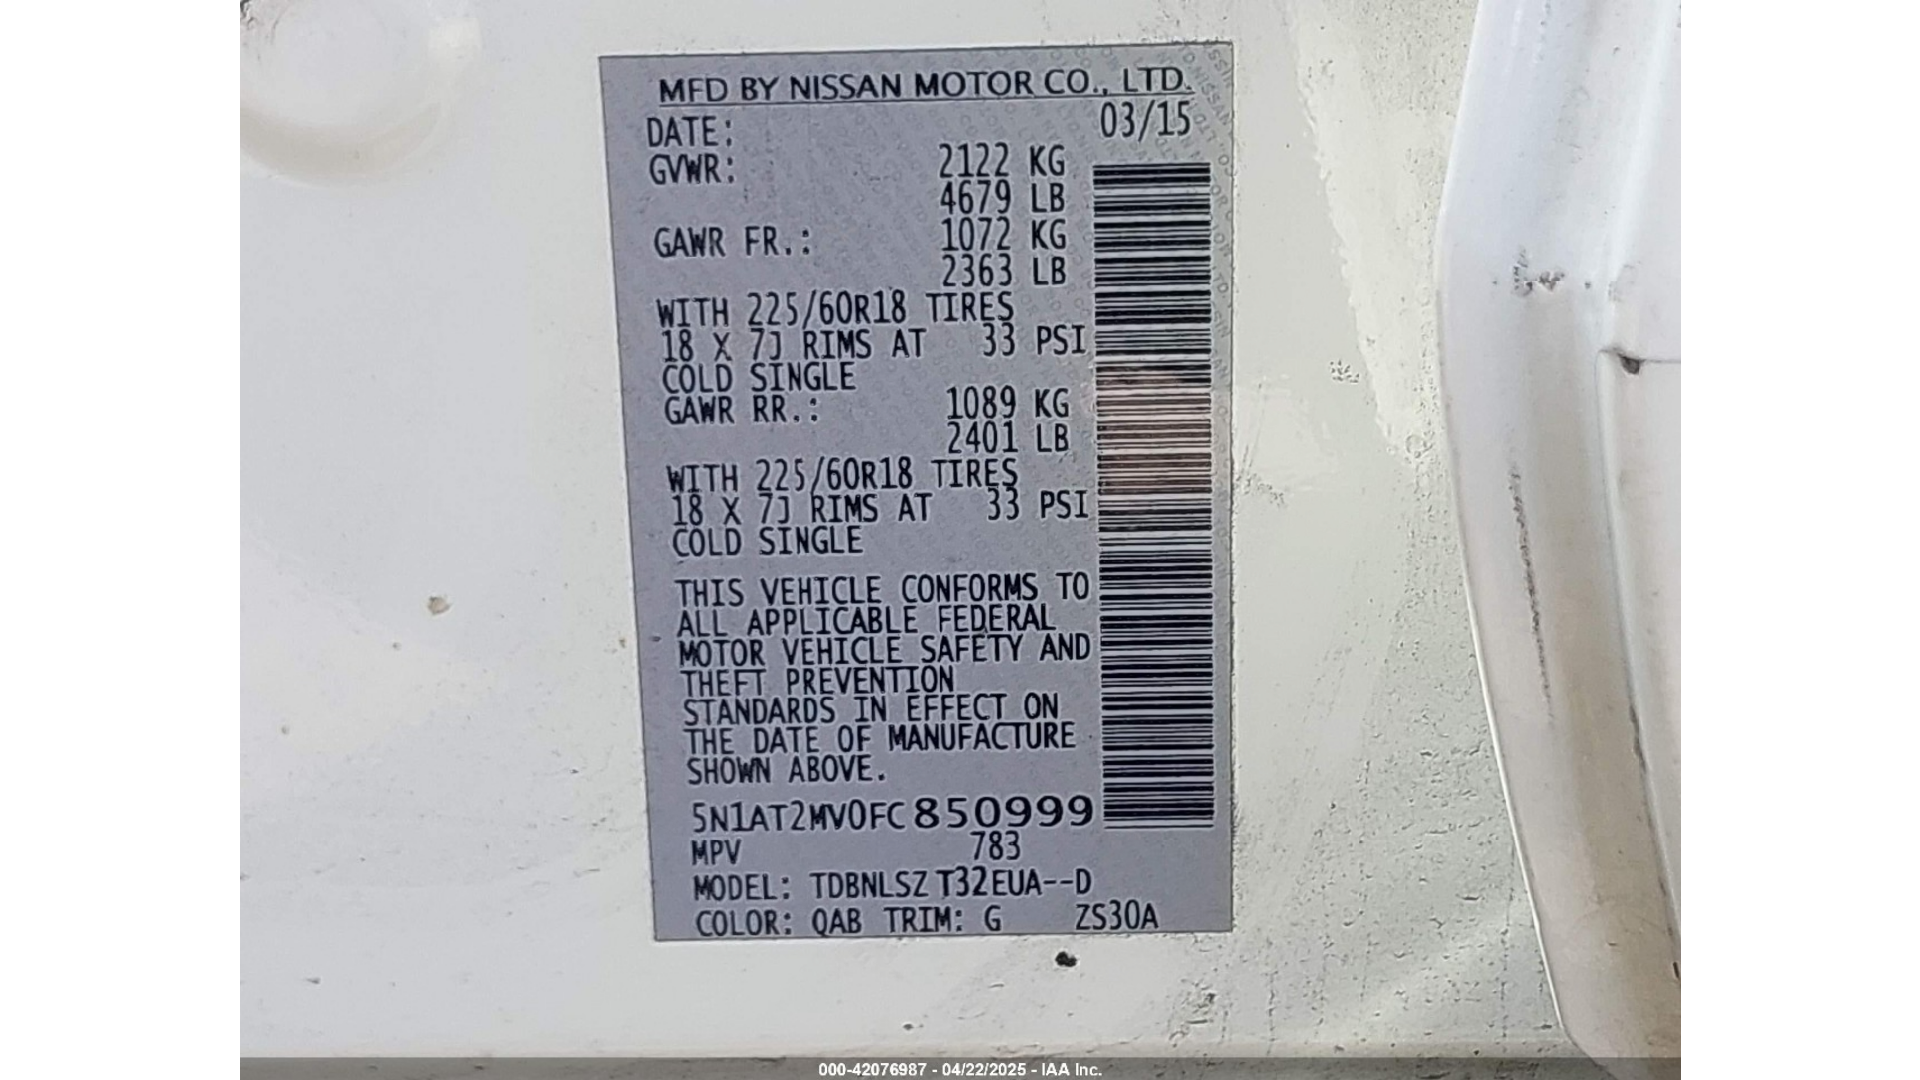 MFD BY NISSAN MOTOR CO., LTD.
DATE: 03/15
GVWR: 2122 KG
4679 LB
GAWR FR.: 1072 KG
2363 LB
WITH 225/60R18 TIRES
18 X 7J RIMS AT 33 PSI
COLD SINGLE
GAWR RR.: 1089 KG
2401 LB
WITH 225/60R18 TIRES
18 X 7J RIMS AT 33 PSI
COLD SINGLE
THIS VEHICLE CONFORMS TO
ALL APPLICABLE FEDERAL
MOTOR VEHICLE SAFETY AND
THEFT PREVENTION
STANDARDS IN EFFECT ON
THE DATE OF MANUFACTURE
SHOWN ABOVE.
5N1AT2MV0FC850999
MPV 783
MODEL: TDBNLSZ T32EUA--D
COLOR: QAB TRIM: G ZS30A
000-42076987 - 04/22/2025 - IAA Inc.